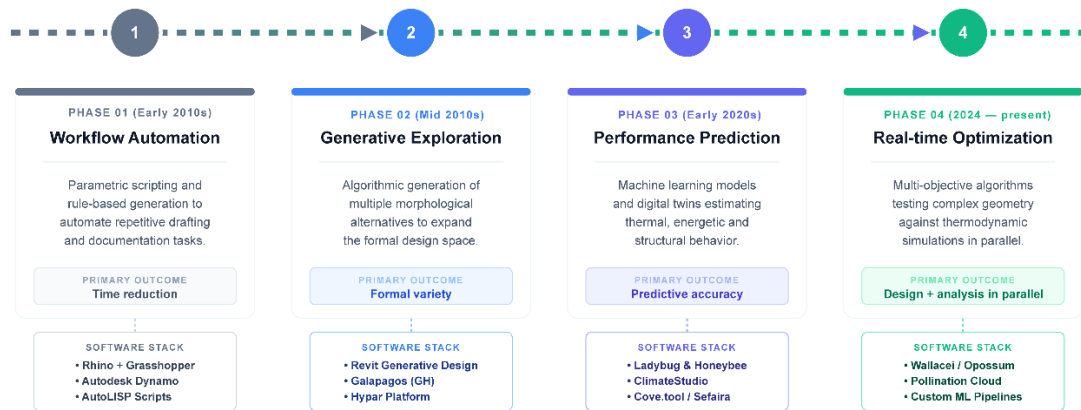 1
2
3
4
PHASE 01 (Early 2010s)
Workflow Automation
Parametric scripting and
rule-based generation to
automate repetitive drafting
and documentation tasks.
PRIMARY OUTCOME
Time reduction
SOFTWARE STACK
• Rhino + Grasshopper
• Autodesk Dynamo
• AutoLISP Scripts
PHASE 02 (Mid 2010s)
Generative Exploration
Algorithmic generation of
multiple morphological
alternatives to expand
the formal design space.
PRIMARY OUTCOME
Formal variety
SOFTWARE STACK
• Revit Generative Design
• Galapagos (GH)
• Hypar Platform
PHASE 03 (Early 2020s)
Performance Prediction
Machine learning models
and digital twins estimating
thermal, energetic and
structural behavior.
PRIMARY OUTCOME
Predictive accuracy
SOFTWARE STACK
• Ladybug & Honeybee
• ClimateStudio
• Cove.tool / Sefaira
PHASE 04 (2024 — present)
Real-time Optimization
Multi-objective algorithms
testing complex geometry
against thermodynamic
simulations in parallel.
PRIMARY OUTCOME
Design + analysis in parallel
SOFTWARE STACK
• Wallacei / Opossum
• Pollination Cloud
• Custom ML Pipelines